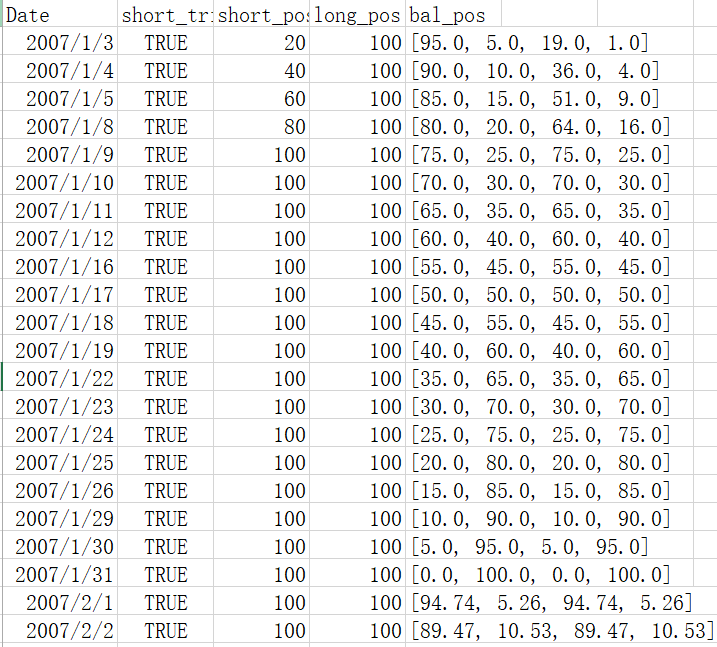 Date short_tri short_pos long_pos bal_pos
2007/1/3 TRUE 20 100 [95.0, 5.0, 19.0, 1.0]
2007/1/4 TRUE 40 100 [90.0, 10.0, 36.0, 4.0]
2007/1/5 TRUE 60 100 [85.0, 15.0, 51.0, 9.0]
2007/1/8 TRUE 80 100 [80.0, 20.0, 64.0, 16.0]
2007/1/9 TRUE 100 100 [75.0, 25.0, 75.0, 25.0]
2007/1/10 TRUE 100 100 [70.0, 30.0, 70.0, 30.0]
2007/1/11 TRUE 100 100 [65.0, 35.0, 65.0, 35.0]
2007/1/12 TRUE 100 100 [60.0, 40.0, 60.0, 40.0]
2007/1/16 TRUE 100 100 [55.0, 45.0, 55.0, 45.0]
2007/1/17 TRUE 100 100 [50.0, 50.0, 50.0, 50.0]
2007/1/18 TRUE 100 100 [45.0, 55.0, 45.0, 55.0]
2007/1/19 TRUE 100 100 [40.0, 60.0, 40.0, 60.0]
2007/1/22 TRUE 100 100 [35.0, 65.0, 35.0, 65.0]
2007/1/23 TRUE 100 100 [30.0, 70.0, 30.0, 70.0]
2007/1/24 TRUE 100 100 [25.0, 75.0, 25.0, 75.0]
2007/1/25 TRUE 100 100 [20.0, 80.0, 20.0, 80.0]
2007/1/26 TRUE 100 100 [15.0, 85.0, 15.0, 85.0]
2007/1/29 TRUE 100 100 [10.0, 90.0, 10.0, 90.0]
2007/1/30 TRUE 100 100 [5.0, 95.0, 5.0, 95.0]
2007/1/31 TRUE 100 100 [0.0, 100.0, 0.0, 100.0]
2007/2/1 TRUE 100 100 [94.74, 5.26, 94.74, 5.26]
2007/2/2 TRUE 100 100 [89.47, 10.53, 89.47, 10.53]